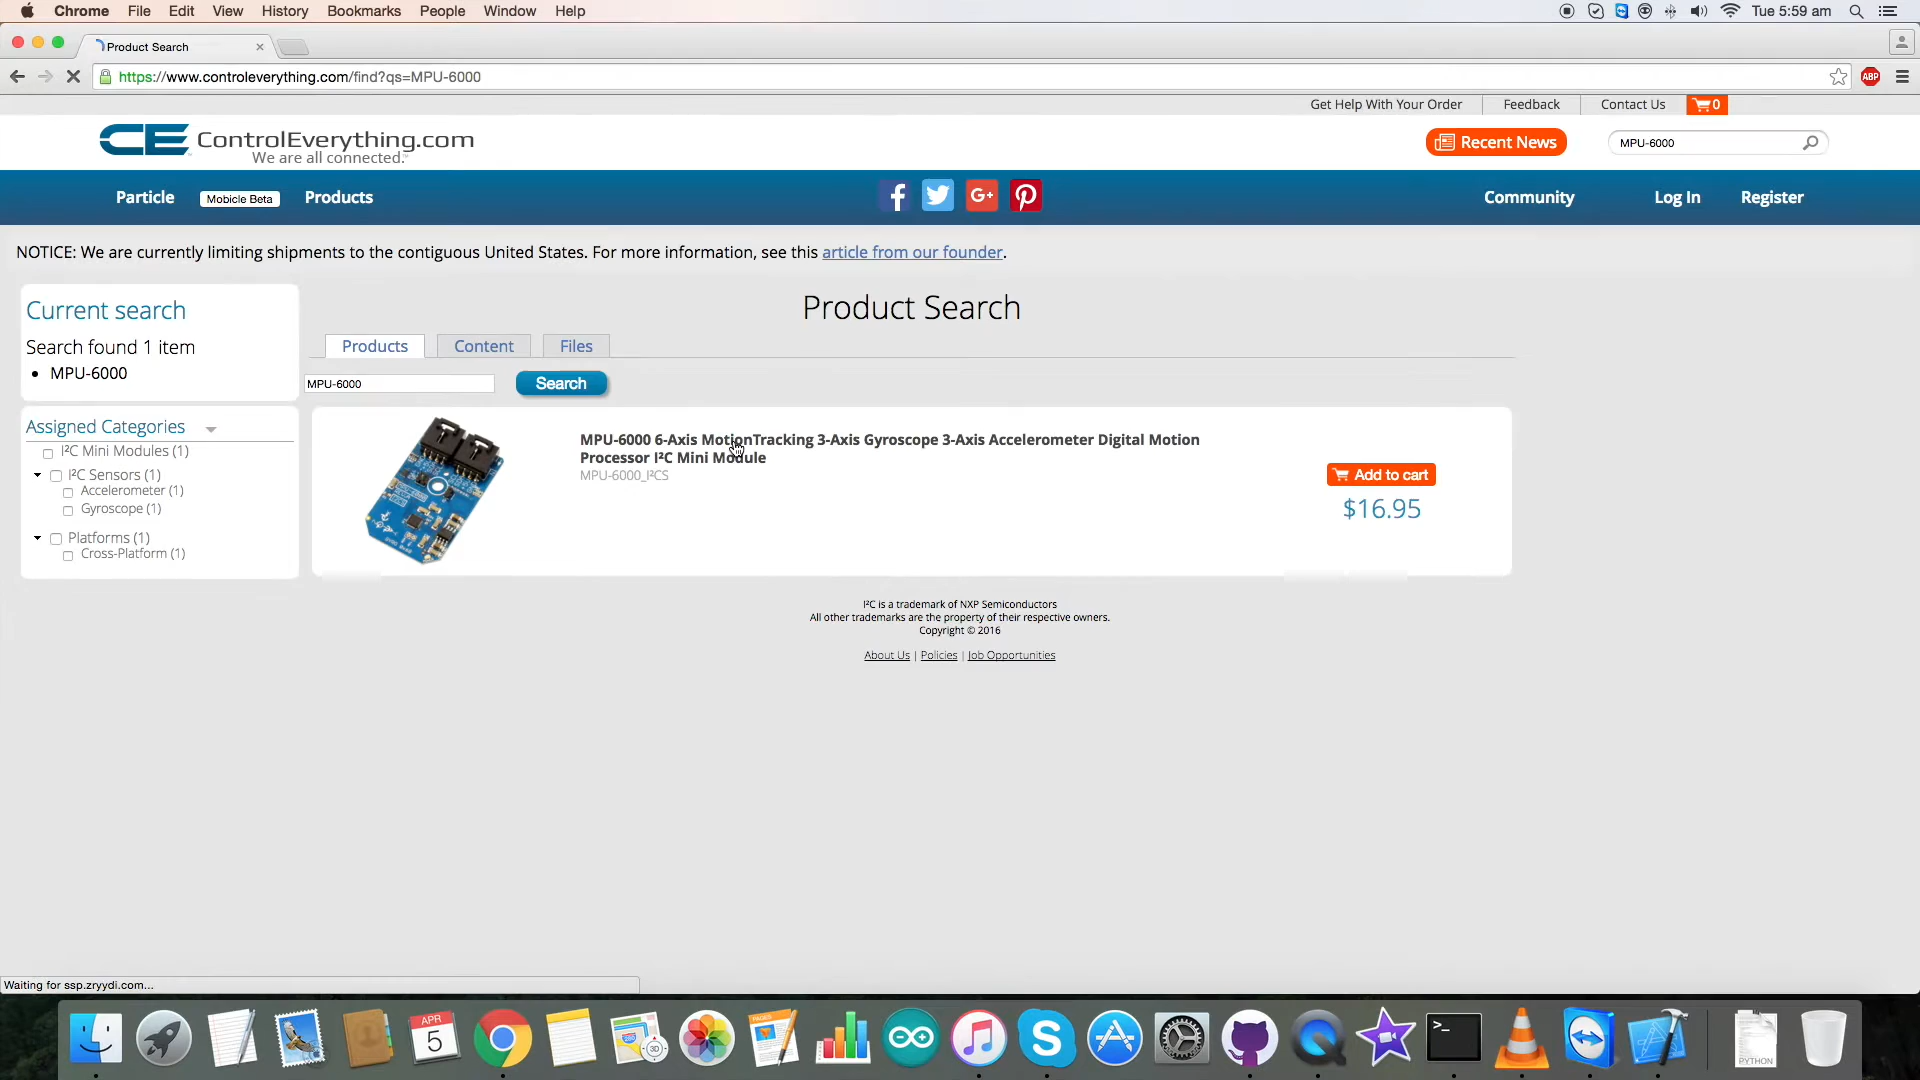 Chrome File Edit View History Bookmarks People Window Help Tue 5:59 am
Product Search
https://www.controleverything.com/find?qs=MPU-6000 ABP
Get Help With Your Order Feedback Contact Us 0
CE ControlEverything.com
We are all connected.
Recent News
MPU-6000
Particle Mobicle Beta Products f G+ Community Log In Register
NOTICE: We are currently limiting shipments to the contiguous United States. For more information, see this article from our founder.
Current search
Search found 1 item
• MPU-6000
Product Search
Products Content Files
MPU-6000 Search
Assigned Categories
I²C Mini Modules (1)
I²C Sensors (1)
Accelerometer (1)
Gyroscope (1)
Platforms (1)
Cross-Platform (1)
MPU-6000 6-Axis MotionTracking 3-Axis Gyroscope 3-Axis Accelerometer Digital Motion
Processor I²C Mini Module
MPU-6000_I²CS
Add to cart
$16.95
I²C is a trademark of NXP Semiconductors
All other trademarks are the property of their respective owners.
Copyright © 2016
About Us | Policies | Job Opportunities
Waiting for ssp.zryydi.com...
APR
5
PAGES
PYTHON